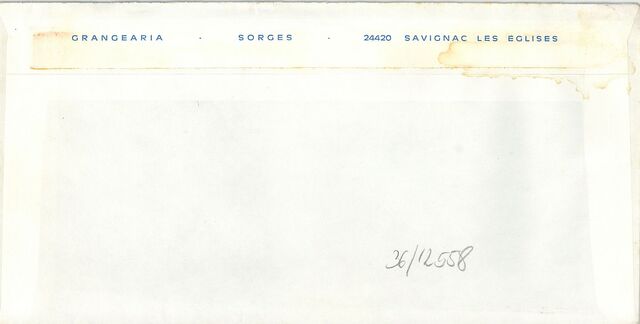 GRANGEARIA · SORGES · 24420 SAVIGNAC LES EGLISES
36/12558